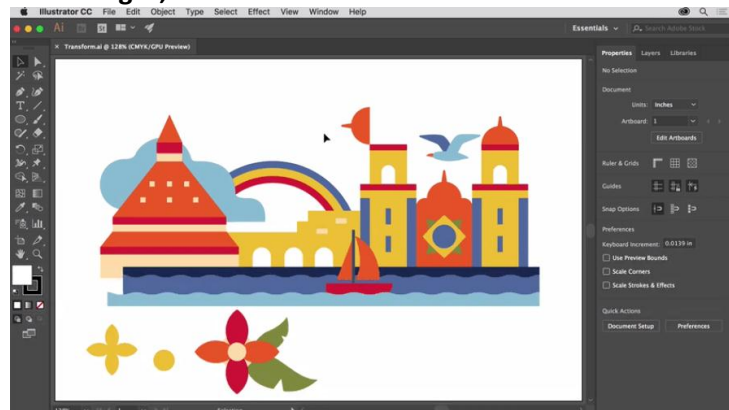 Illustrator CC File Edit Object Type Select Effect View Window Help
Ai St Essentials Search Adobe Stock
× Transform.ai @ 128% (CMYK/GPU Preview)
Properties Layers Libraries
No Selection
Document
Units: Inches
Artboard: 1
Edit Artboards
Ruler & Grids
Guides
Snap Options
Preferences
Keyboard Increment: 0.0139 in
Use Preview Bounds
Scale Corners
Scale Strokes & Effects
Quick Actions
Document Setup Preferences